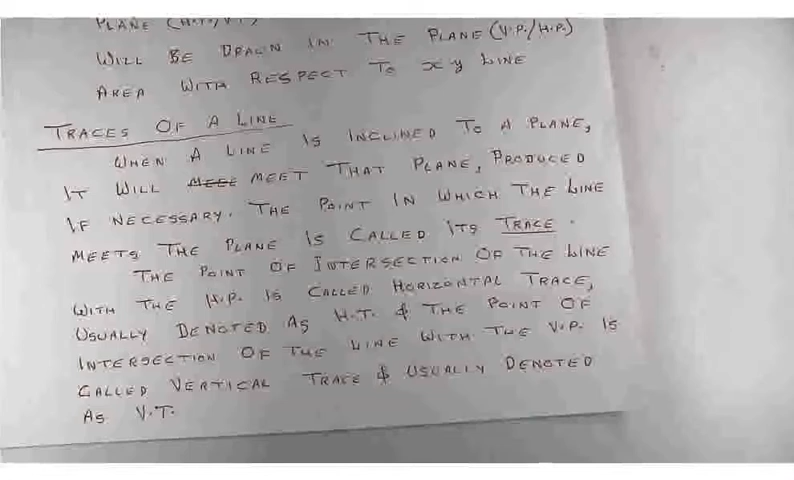 PLANE (H.T./V.T)
WILL BE DRAWN IN THE PLANE (V.P./H.P.)
AREA WITH RESPECT TO xy LINE
TRACES OF A LINE
WHEN A LINE IS INCLINED TO A PLANE,
IT WILL MEEE MEET THAT PLANE, PRODUCED
IF NECESSARY. THE POINT IN WHICH THE LINE
MEETS THE PLANE IS CALLED ITS TRACE.
THE POINT OF INTERSECTION OF THE LINE
WITH THE H.P. IS CALLED HORIZONTAL TRACE,
USUALLY DENOTED AS H.T. & THE POINT OF
INTERSECTION OF THE LINE WITH THE V.P. IS
CALLED VERTICAL TRACE & USUALLY DENOTED
AS V.T.